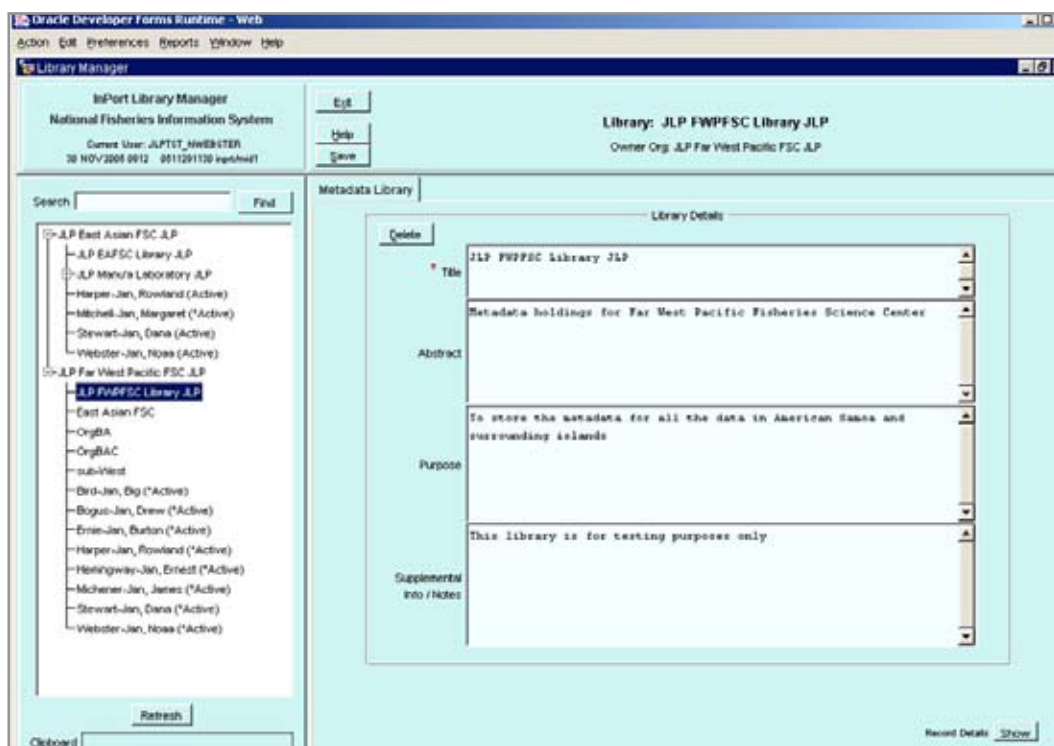 Oracle Developer Forms Runtime - Web
Action Edit Preferences Reports Window Help
Library Manager
InPort Library Manager
National Fisheries Information System
Current User: JLPTST_NWEBSTER
30 NOV/2005 0912
Exit
Help
Save
Library: JLP FWPFSC Library JLP
Owner Org: JLP Far West Pacific FSC JLP
Search
Find
JLP East Asian FSC JLP
JLP EAFSC Library JLP
JLP Manu'a Laboratory JLP
Harper-Jan, Rowland (Active)
Mitchell-Jan, Margaret (*Active)
Stewart-Jan, Dana (Active)
Webster-Jan, Noaa (Active)
JLP Far West Pacific FSC JLP
JLP FWPFSC Library JLP
East Asian FSC
OrgBA
OrgBAC
sub-West
Bird-Jan, Big (*Active)
Bogus-Jan, Drew (*Active)
Ernie-Jan, Burton (*Active)
Harper-Jan, Rowland (*Active)
Hemingway-Jan, Ernest (*Active)
Michener-Jan, James (*Active)
Stewart-Jan, Dana (*Active)
Webster-Jan, Noaa (*Active)
Refresh
Clipboard
Metadata Library
Library Details
Delete
* Title
JLP FWPFSC Library JLP
Abstract
Metadata holdings for Far West Pacific Fisheries Science Center
Purpose
To store the metadata for all the data in American Samoa and
surrounding islands
Supplemental
Info / Notes
This library is for testing purposes only
Record Details Show